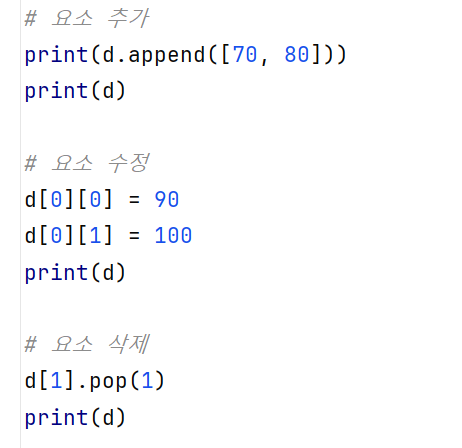 # 요소 추가
print(d.append([70, 80]))
print(d)
# 요소 수정
d[0][0] = 90
d[0][1] = 100
print(d)
# 요소 삭제
d[1].pop(1)
print(d)